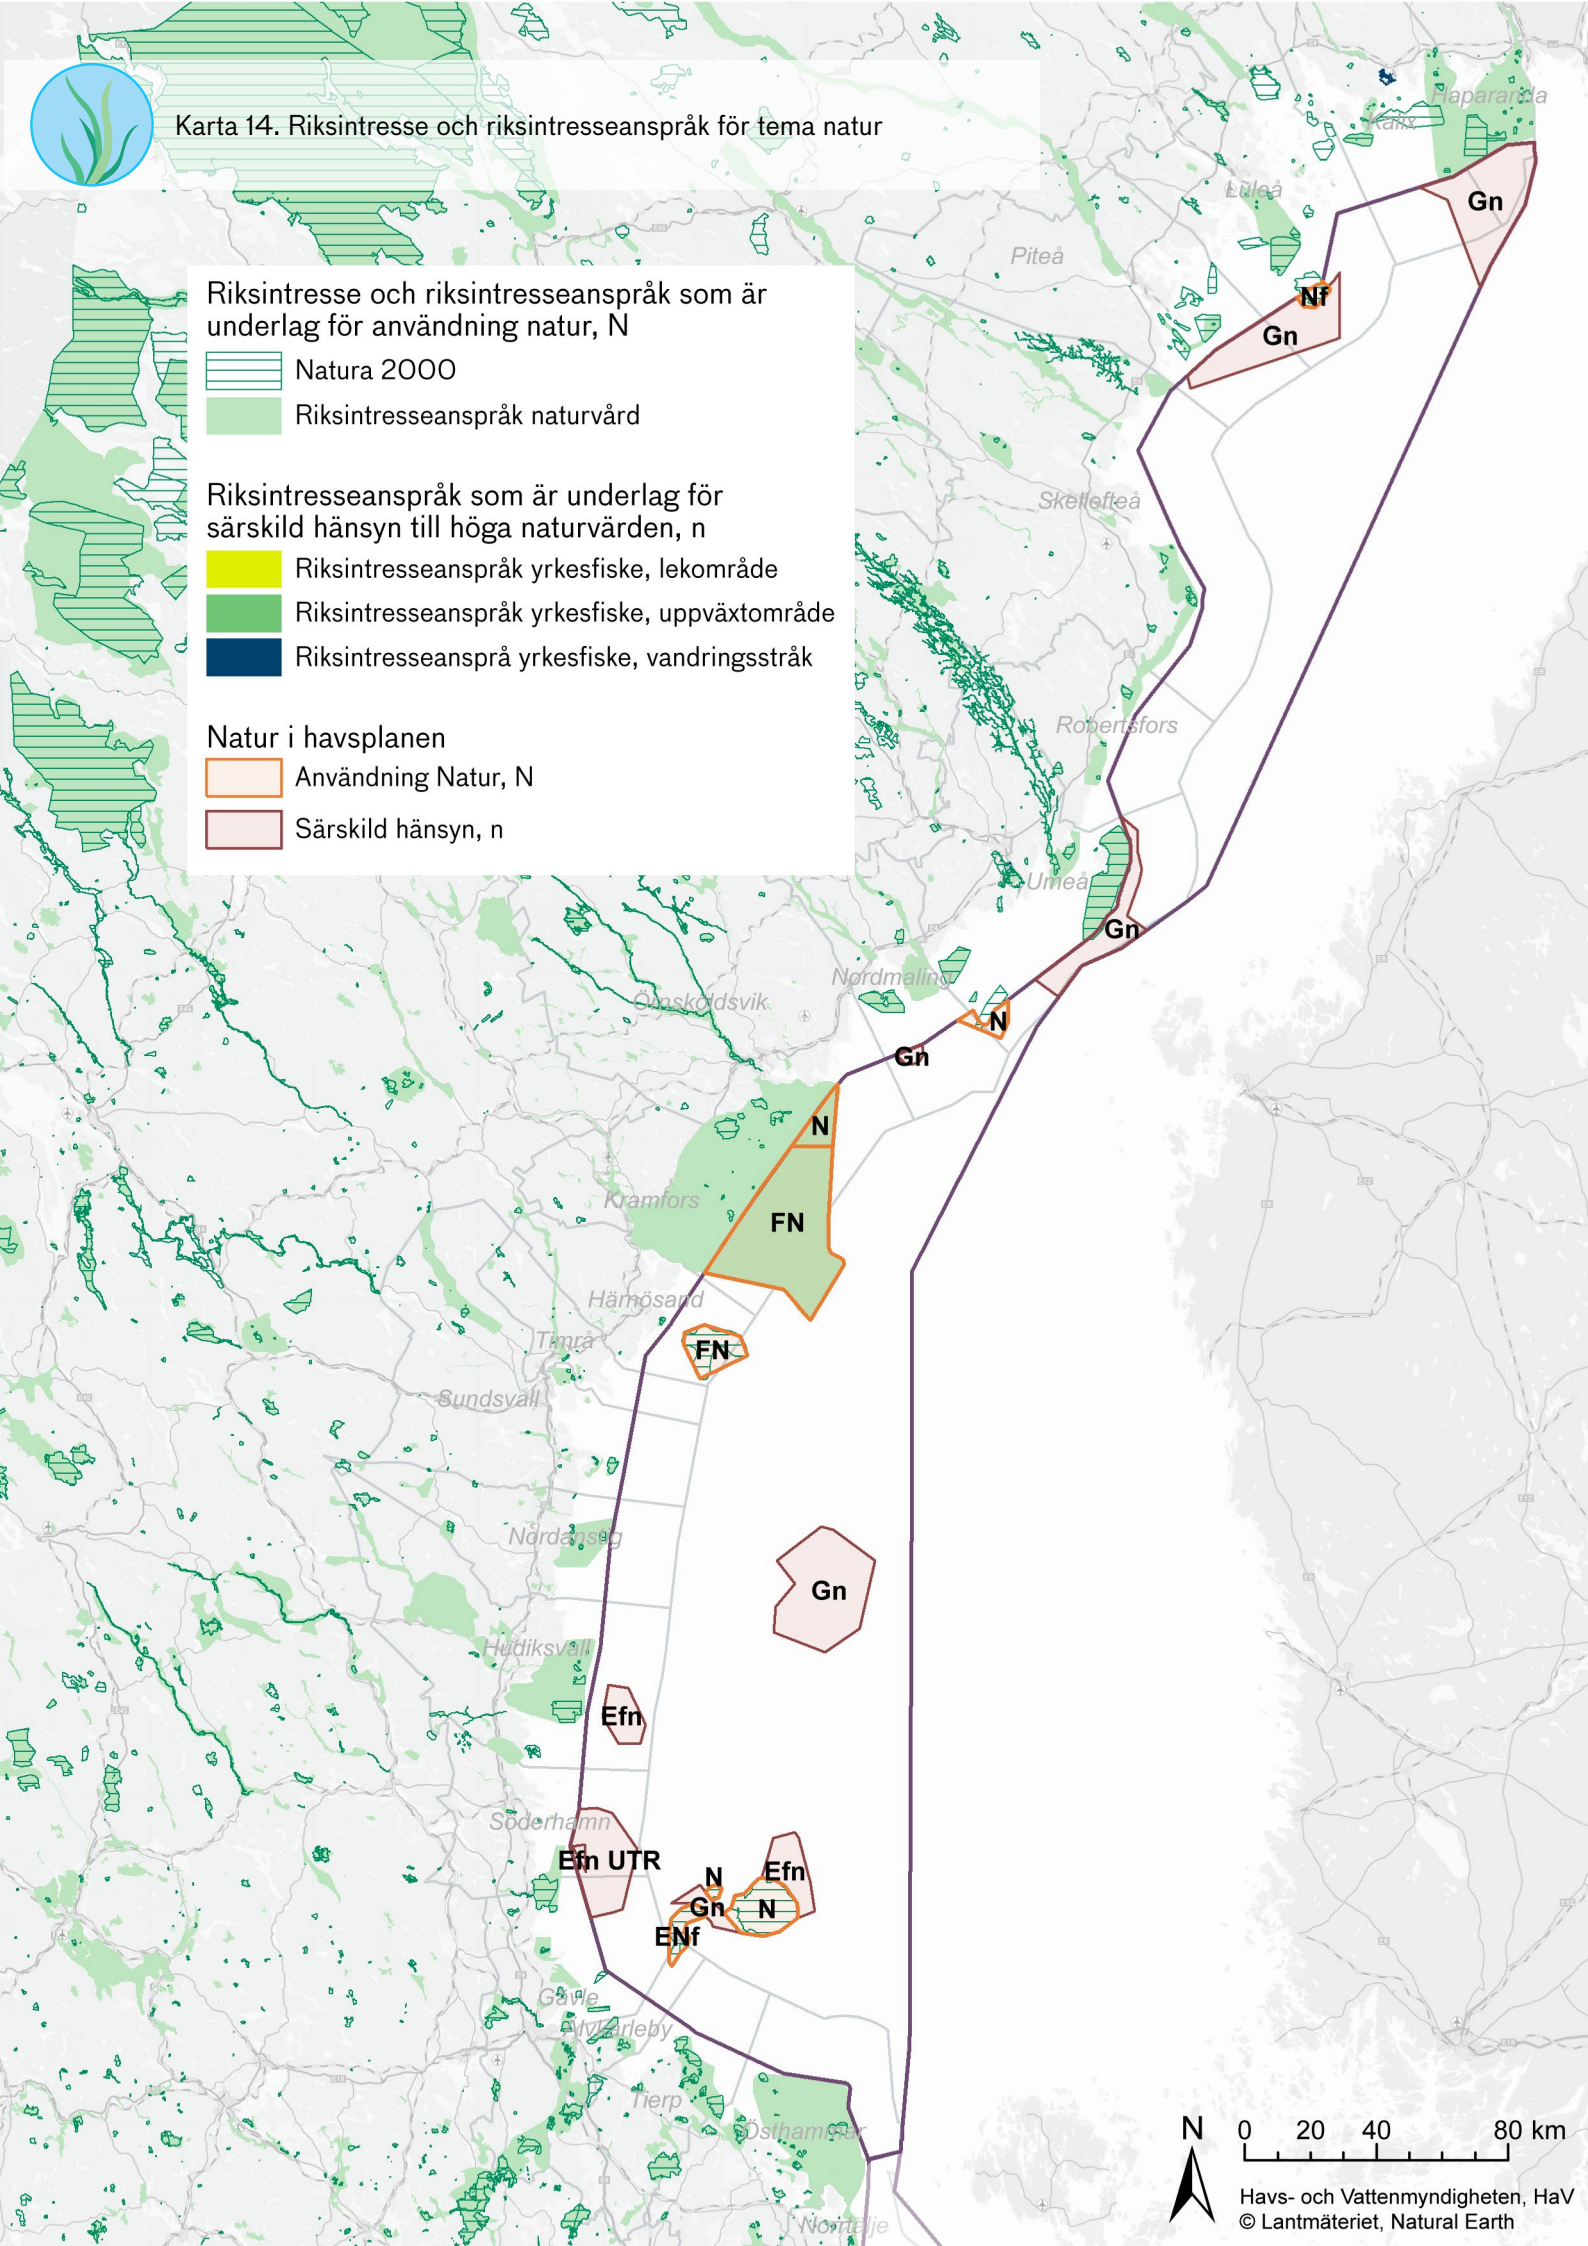 Karta 14. Riksintresse och riksintresseanspråk för tema natur
Haparanda
Kalix
Luleå
Gn
Piteå
Nf
Gn
Riksintresse och riksintresseanspråk som är
underlag för användning natur, N
Natura 2000
Riksintresseanspråk naturvård
Riksintresseanspråk som är underlag för
särskild hänsyn till höga naturvärden, n
Riksintresseanspråk yrkesfiske, lekområde
Riksintresseanspråk yrkesfiske, uppväxtområde
Riksintresseansprå yrkesfiske, vandringsstråk
Natur i havsplanen
Användning Natur, N
Särskild hänsyn, n
Skellefteå
Robertsfors
Umeå
Gn
Nordmaling
Örnsköldsvik
N
Gn
N
Kramfors
FN
Härnösand
Timrå
FN
Sundsvall
Nordanstig
Gn
Hudiksvall
Efn
Söderhamn
Efn UTR
N
Efn
Gn
N
ENf
Gävle
Älvkarleby
Tierp
Östhammar
Norrtälje
N
0 20 40 80 km
Havs- och Vattenmyndigheten, HaV
© Lantmäteriet, Natural Earth